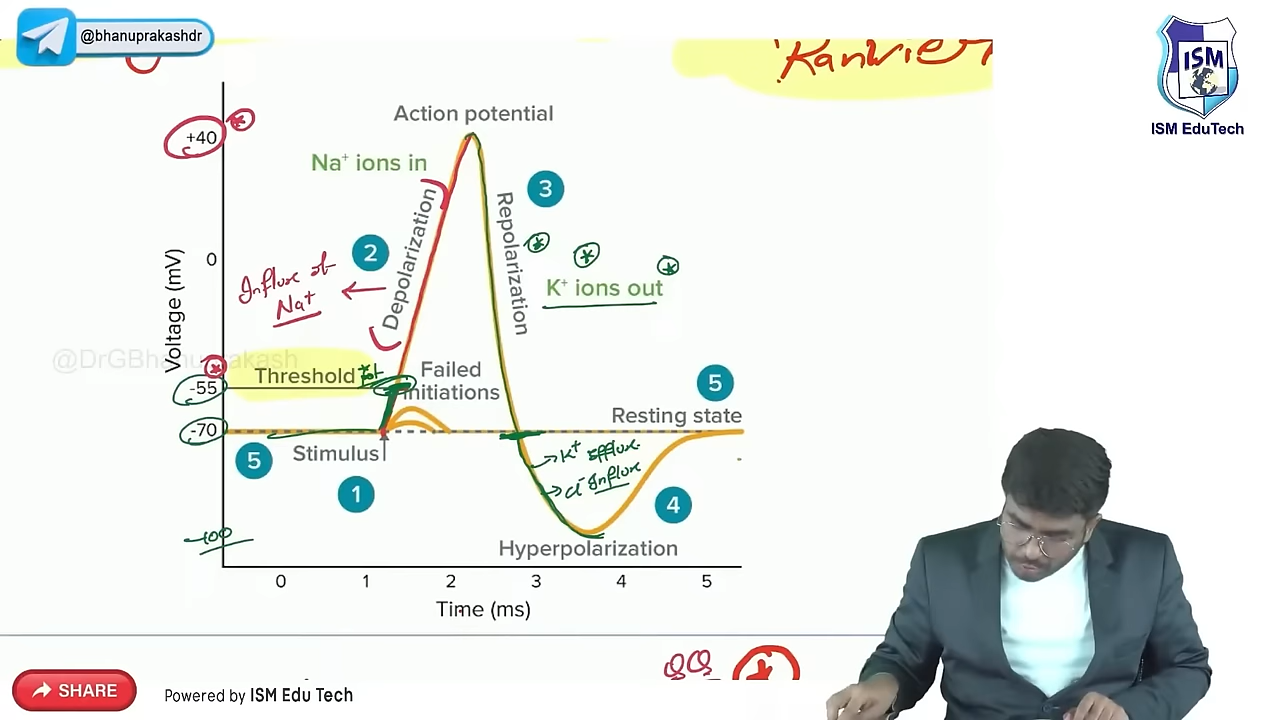 @bhanuprakashdr
ISM
ISM EduTech
Action potential
+40
Na⁺ ions in
3
2
Depolarization
Repolarization
0
Influx of
Na⁺
K⁺ ions out
Voltage (mV)
@DrGBhanuprakash
Threshold
Failed
initiations
-55
5
Resting state
-70
Stimulus
K⁺ efflux
Cl⁻ Influx
5
1
4
-100
Hyperpolarization
0 1 2 3 4 5
Time (ms)
SHARE
Powered by ISM Edu Tech